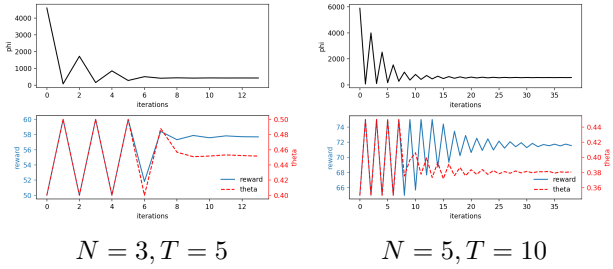 4000
2000
0
phi
0 2 4 6 8 10 12
iterations
60
58
56
54
52
50
reward
0.50
0.48
0.46
0.44
0.42
0.40
theta
reward
theta
0 2 4 6 8 10 12
iterations
N = 3, T = 5
6000
4000
2000
0
phi
0 5 10 15 20 25 30 35
iterations
74
72
70
68
66
reward
0.44
0.42
0.40
0.38
0.36
theta
reward
theta
0 5 10 15 20 25 30 35
iterations
N = 5, T = 10